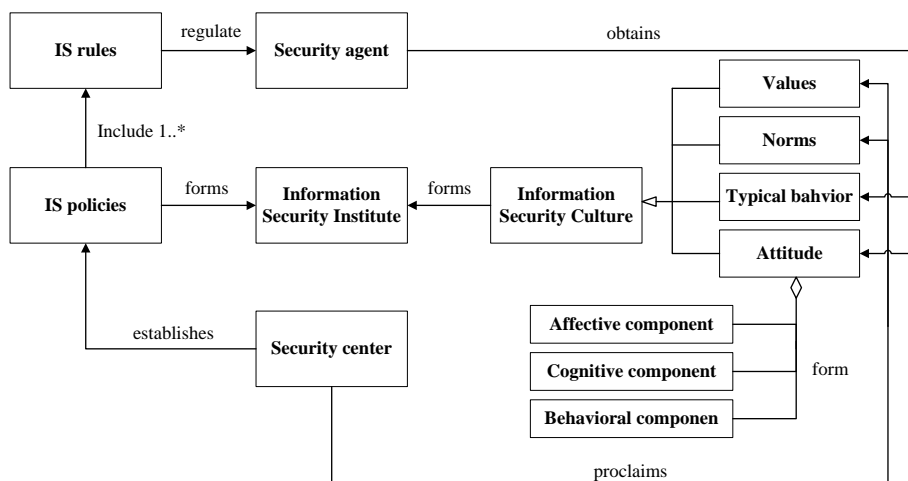 IS rules
regulate
Security agent
obtains
Values
Include 1..*
Norms
IS policies
forms
Information
Security Institute
forms
Information
Security Culture
Typical bahvior
Attitude
establishes
Security center
Affective component
Cognitive component
form
Behavioral componen
proclaims